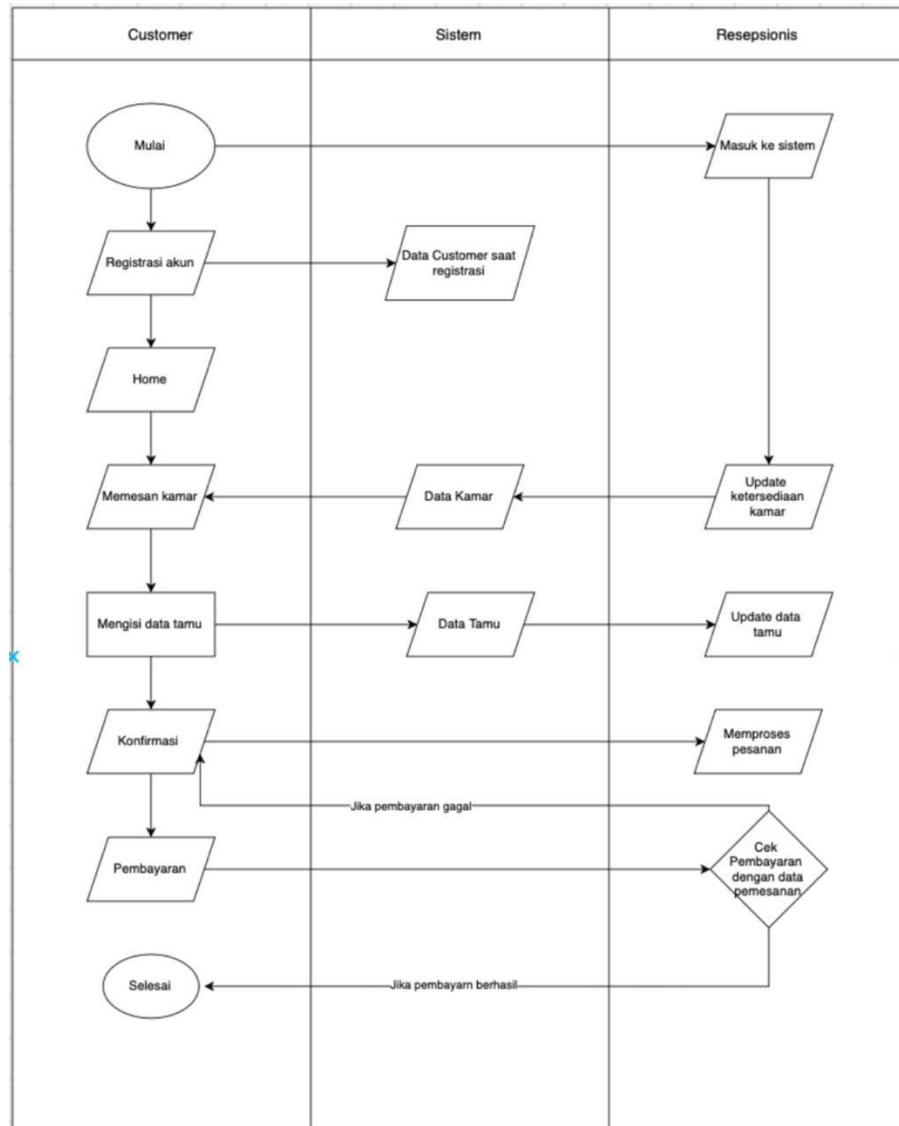 Customer
Sistem
Resepsionis
Mulai
Masuk ke sistem
Registrasi akun
Data Customer saat
registrasi
Home
Memesan kamar
Data Kamar
Update
ketersediaan
kamar
Mengisi data tamu
Data Tamu
Update data
tamu
Konfirmasi
Memproses
pesanan
Jika pembayaran gagal
Pembayaran
Cek
Pembayaran
dengan data
pemesanan
Selesai
Jika pembayarn berhasil